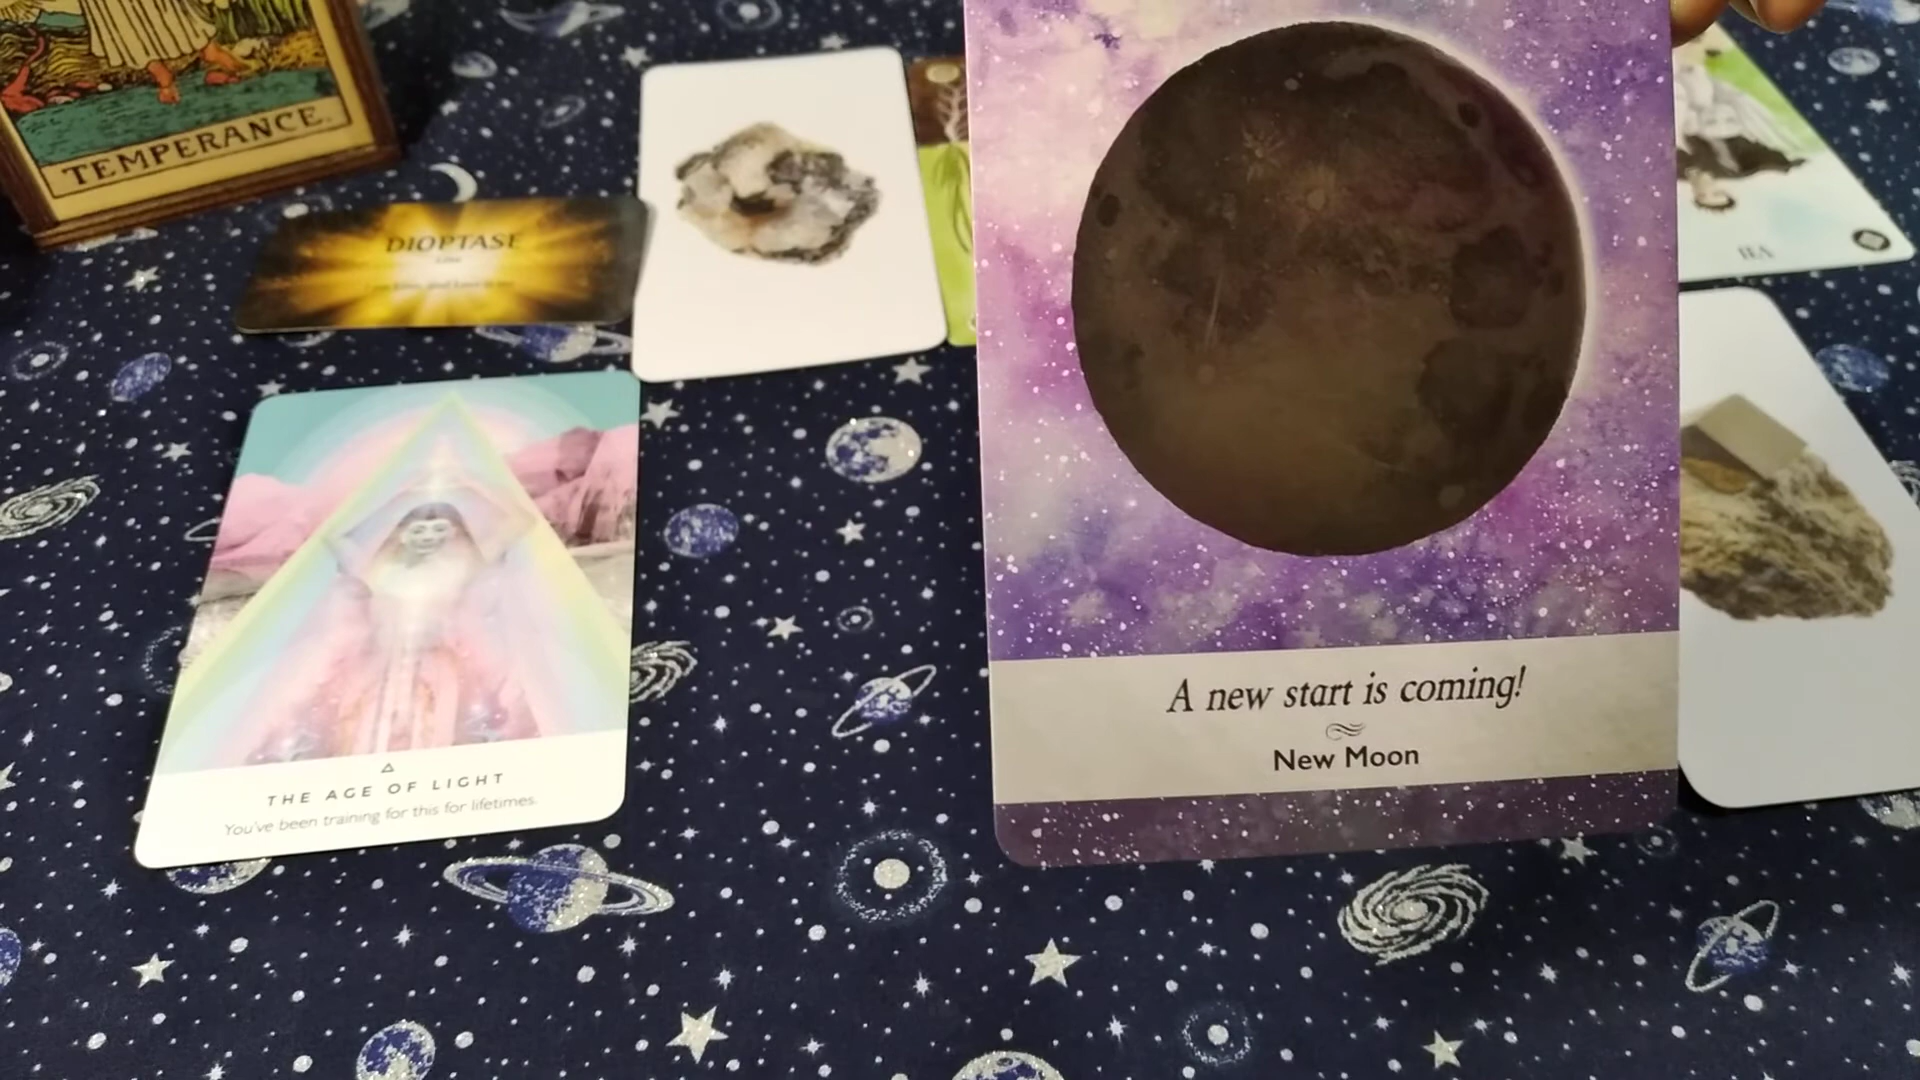 TEMPERANCE.
DIOPTASE
A new start is coming!
New Moon
THE AGE OF LIGHT
You've been training for this for lifetimes.